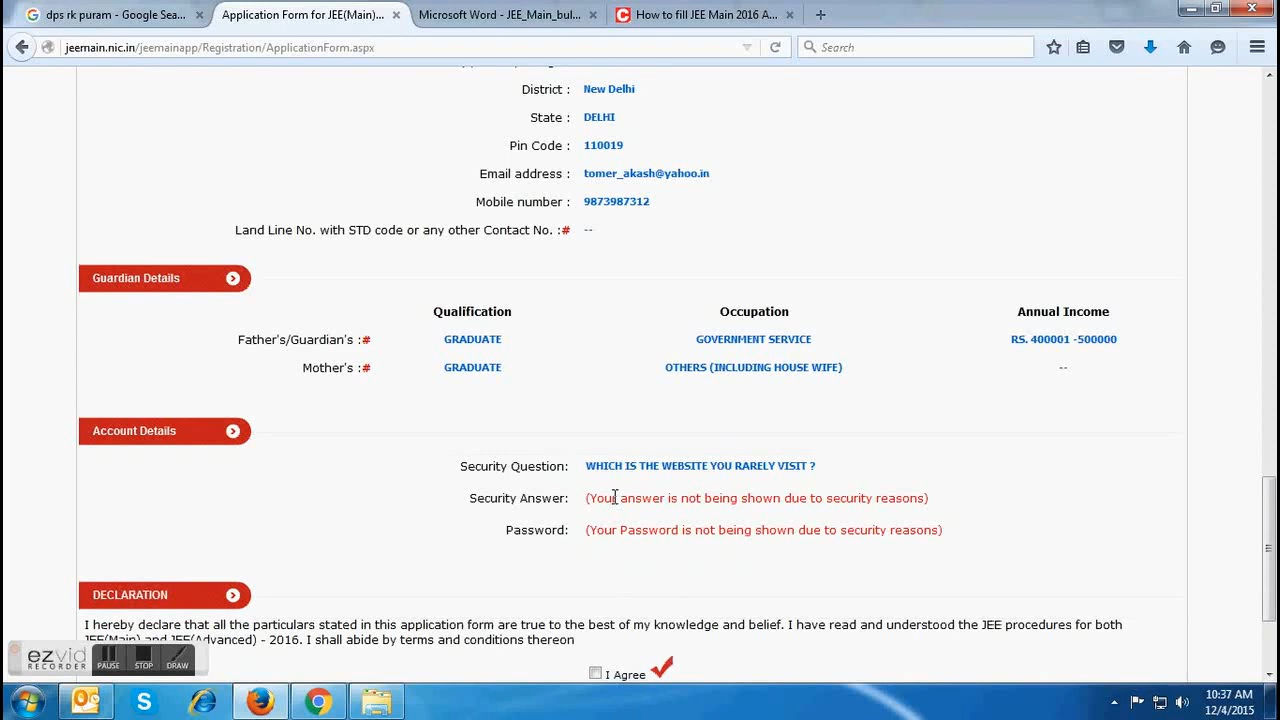 dps rk puram - Google Sea...
Application Form for JEE(Main)...
Microsoft Word - JEE_Main_bul...
How to fill JEE Main 2016 A...
jeemain.nic.in/jeemainapp/Registration/ApplicationForm.aspx
Search
District : New Delhi
State : DELHI
Pin Code : 110019
Email address : tomer_akash@yahoo.in
Mobile number : 9873987312
Land Line No. with STD code or any other Contact No. :# --
Guardian Details
Qualification Occupation Annual Income
Father's/Guardian's :# GRADUATE GOVERNMENT SERVICE RS. 400001 -500000
Mother's :# GRADUATE OTHERS (INCLUDING HOUSE WIFE) --
Account Details
Security Question: WHICH IS THE WEBSITE YOU RARELY VISIT ?
Security Answer: (Your answer is not being shown due to security reasons)
Password: (Your Password is not being shown due to security reasons)
DECLARATION
I hereby declare that all the particulars stated in this application form are true to the best of my knowledge and belief. I have read and understood the JEE procedures for both
JEE(Main) and JEE(Advanced) - 2016. I shall abide by terms and conditions thereon
I Agree
ezvid
RECORDER
PAUSE STOP DRAW
10:37 AM
12/4/2015